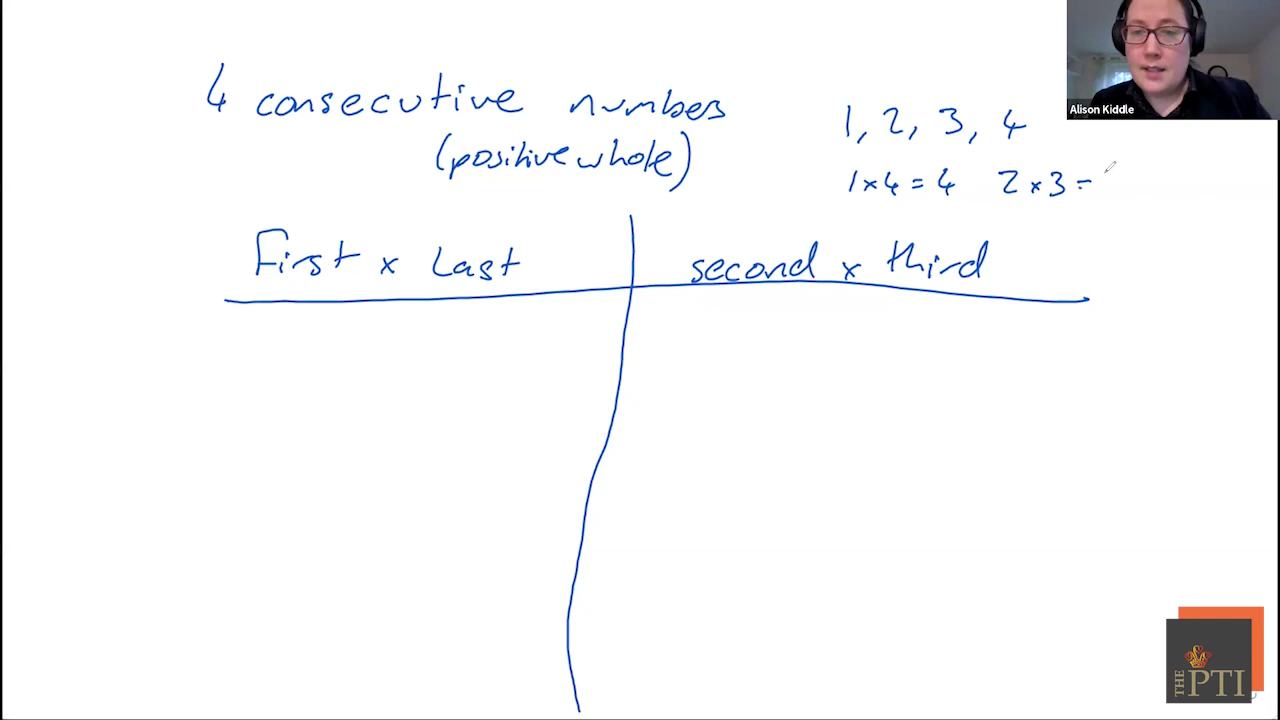 4 consecutive numbers
(positive whole)
1, 2, 3, 4
1 × 4 = 4 2 × 3 =
First × Last
second × third
Alison Kiddle
THE PTI